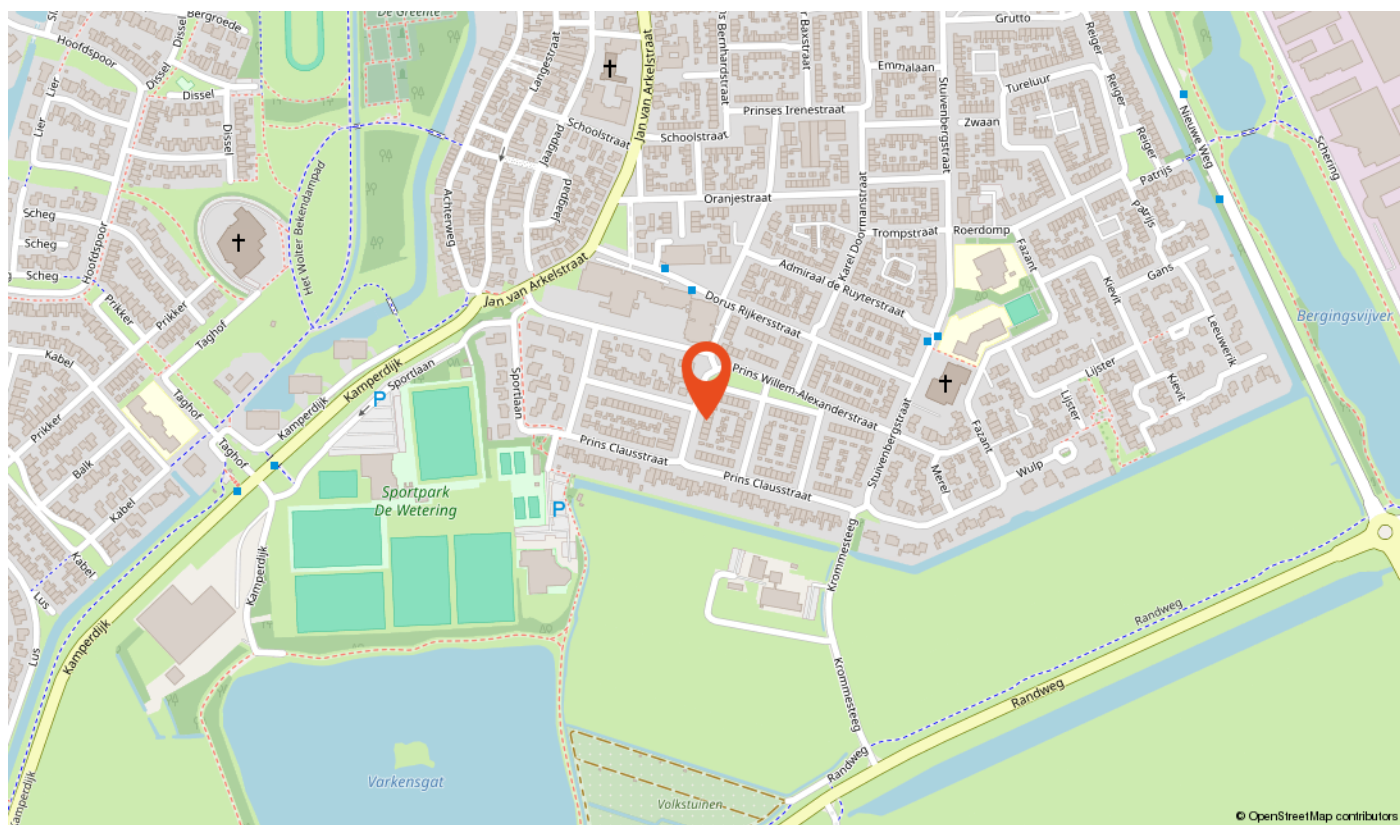 De Greente
Grutto
Bergroede
Dissel
Hoofdspoor
Dissel
Lier
Dissel
Lier
Dissel
Langestraat
Jan van Arkelstraat
Bernhardstraat
Baxstraat
Emmalaan
Stuivenbergstraat
Reiger
Tureluur
Reiger
Nieuwe Weg
Schering
Prinses Irenestraat
Zwaan
Schoolstraat
Schoolstraat
Jaagpad
Jaagpad
Achterweg
Reiger
Patrijs
Patrijs
Oranjestraat
Scheg
Scheg
Scheg
Hoofdspoor
Hert Wolter Bekendampad
Karel Doormanstraat
Trompstraat
Roerdomp
Fazant
Gans
Admiraal de Ruyterstraat
Kievit
Prikker
Prikker
Taghof
Jan van Arkelstraat
Dorus Rijkersstraat
Bergingsvijver
Leeuwerik
Kabel
Kamperdijk
Sportlaan
P
Sportlaan
Prins Willem-Alexanderstraat
Lijster
Lijster
Kievit
Taghof
Kamperdijk
Prikker
Balk
Taghof
Kabel
Prins Clausstraat
Prins Clausstraat
Stuivenbergstraat
Fazant
Merel
Wulp
Sportpark
De Wetering
P
Kabel
Lus
Kamperdijk
Krommesteeg
Randweg
Lus
Kamperdijk
Krommesteeg
Randweg
Varkensgat
Randweg
Kamperdijk
Volkstuinen
© OpenStreetMap contributors